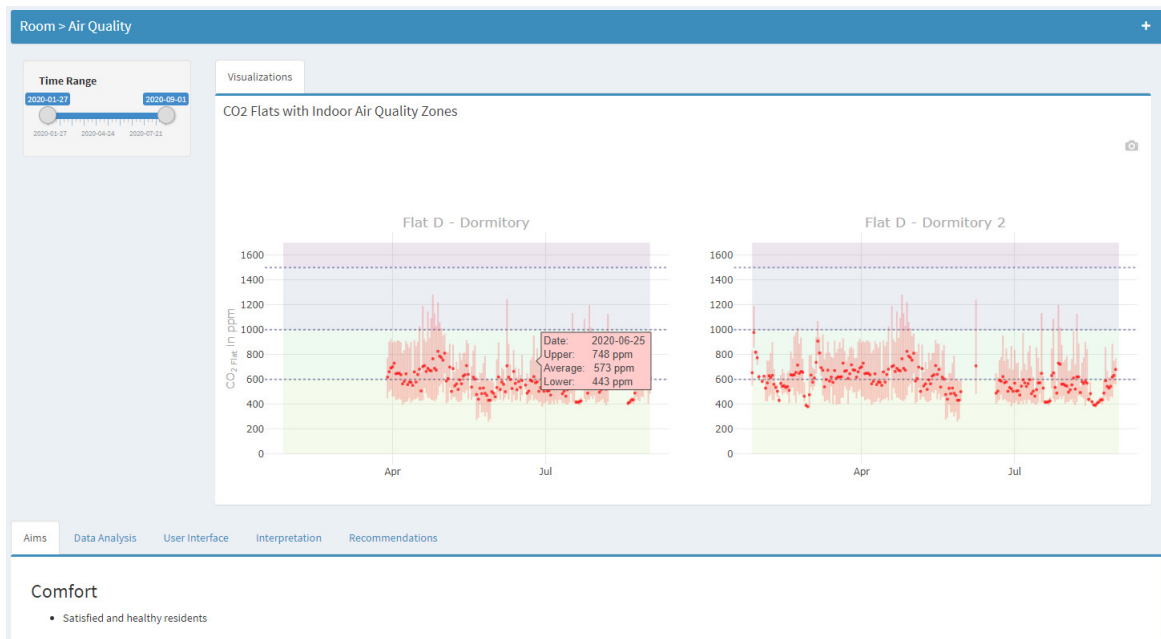 Room > Air Quality
+
Time Range
2020-01-27 2020-09-01
2020-01-27 2020-04-24 2020-07-21
Visualizations
CO2 Flats with Indoor Air Quality Zones
Flat D - Dormitory
Flat D - Dormitory 2
CO2 Flat in ppm
1600
1400
1200
1000
800
600
400
200
0
Apr Jul
Date: 2020-06-25
Upper: 748 ppm
Average: 573 ppm
Lower: 443 ppm
1600
1400
1200
1000
800
600
400
200
0
Apr Jul
Aims Data Analysis User Interface Interpretation Recommendations
Comfort
• Satisfied and healthy residents